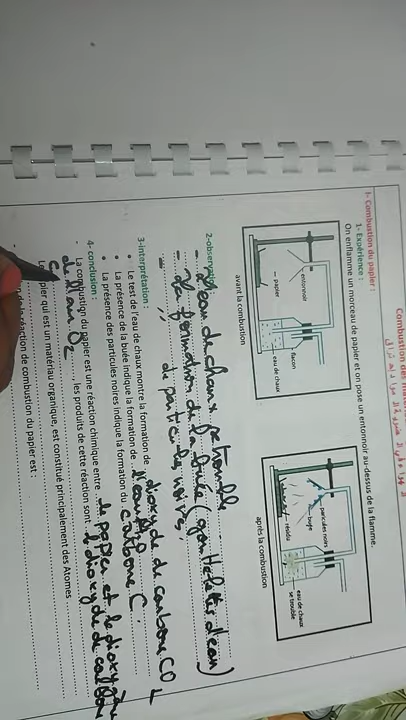 Combustion des
I- Combustion du papier :
1- Expérience :
On enflamme un morceau de papier et on pose un entonnoir au-dessus de la flamme.
entonnoir
papier
flacon
eau de chaux
avant la combustion
particules noirs
buée
résidu
eau de chaux
se trouble
après la combustion
2-observation
- l'eau de chaux se trouble
- la formation de la buée (goutelettes d'eau)
- " de particules noires,
3-interprétation :
• Le test de l'eau de chaux montre la formation de dioxyde de carbone CO2
• La présence de la buée indique la formation de l'eau
• La présence des particules noires indique la formation du carbone C.
4- conclusion :
- La combustion du papier est une réaction chimique entre le papier et le dioxygène
les produits de cette réaction sont : dioxyde de carbone
de l'eau
papier qui est un matériau organique, est constitué principalement des Atomes
de la réaction de combustion du papier est :